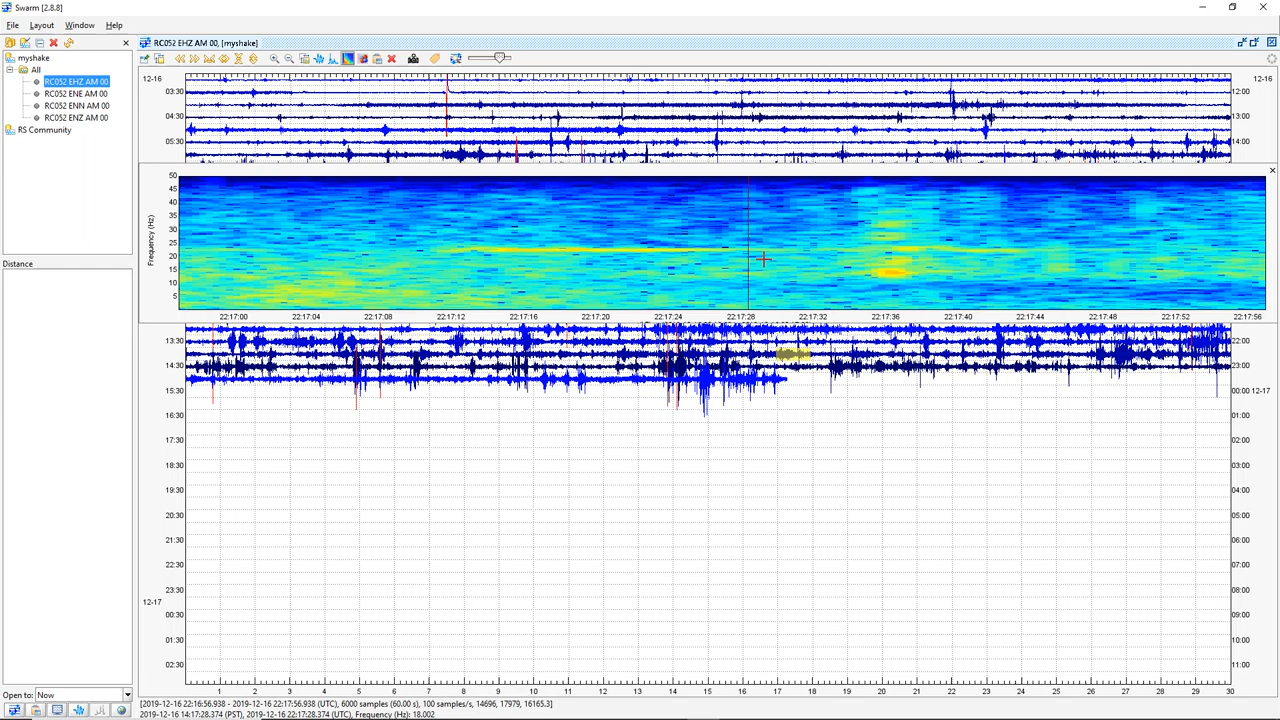 Swarm [2.8.8]
File Layout Window Help
myshake
All
RC052 EHZ AM 00
RC052 ENE AM 00
RC052 ENN AM 00
RC052 ENZ AM 00
RS Community
Distance
Open to: Now
RC052 EHZ AM 00, [myshake]
12-16 12-16
03:30 12:00
04:30 13:00
05:30 14:00
Frequency (Hz)
50
45
40
35
30
25
20
15
10
5
22:17:00 22:17:04 22:17:08 22:17:12 22:17:16 22:17:20 22:17:24 22:17:28 22:17:32 22:17:36 22:17:40 22:17:44 22:17:48 22:17:52 22:17:56
13:30 22:00
14:30 23:00
15:30 00:00 12-17
16:30 01:00
17:30 02:00
18:30 03:00
19:30 04:00
20:30 05:00
21:30 06:00
22:30 07:00
23:30 08:00
12-17
00:30 09:00
01:30 10:00
02:30 11:00
1 2 3 4 5 6 7 8 9 10 11 12 13 14 15 16 17 18 19 20 21 22 23 24 25 26 27 28 29 30
[2019-12-16 22:16:56.938 - 2019-12-16 22:17:56.938 (UTC), 6000 samples (60.00 s), 100 samples/s, 14696, 17979, 16165.3]
2019-12-16 14:17:28.374 (PST), 2019-12-16 22:17:28.374 (UTC), Frequency (Hz): 18.002